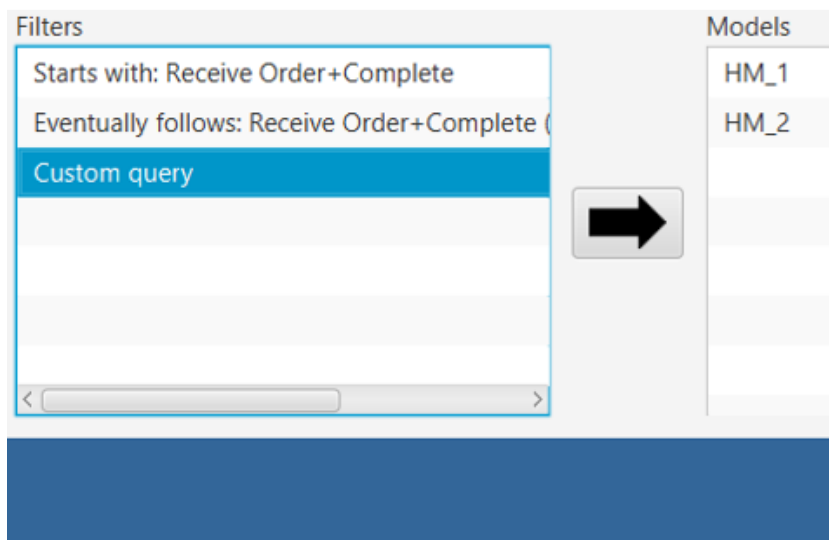 Filters
Starts with: Receive Order+Complete
Eventually follows: Receive Order+Complete (
Custom query
Models
HM_1
HM_2